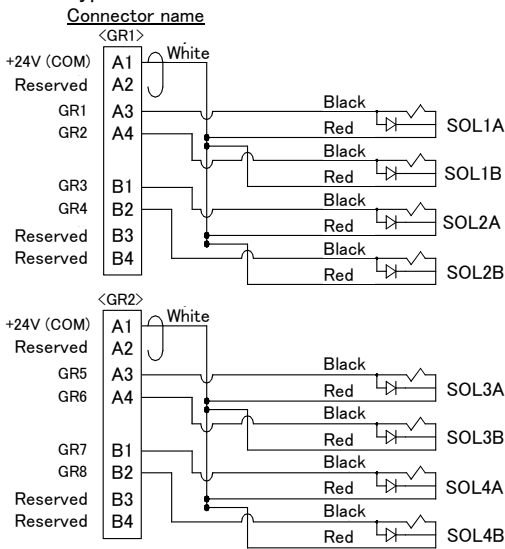 Connector name
<GR1>
+24V (COM) A1 White
Reserved A2
GR1 A3 Black
Red SOL1A
GR2 A4 Black
Red SOL1B
GR3 B1 Black
Red SOL2A
GR4 B2 Black
Red SOL2B
Reserved B3
Reserved B4
<GR2>
+24V (COM) A1 White
Reserved A2
GR5 A3 Black
Red SOL3A
GR6 A4 Black
Red SOL3B
GR7 B1 Black
Red SOL4A
GR8 B2 Black
Red SOL4B
Reserved B3
Reserved B4